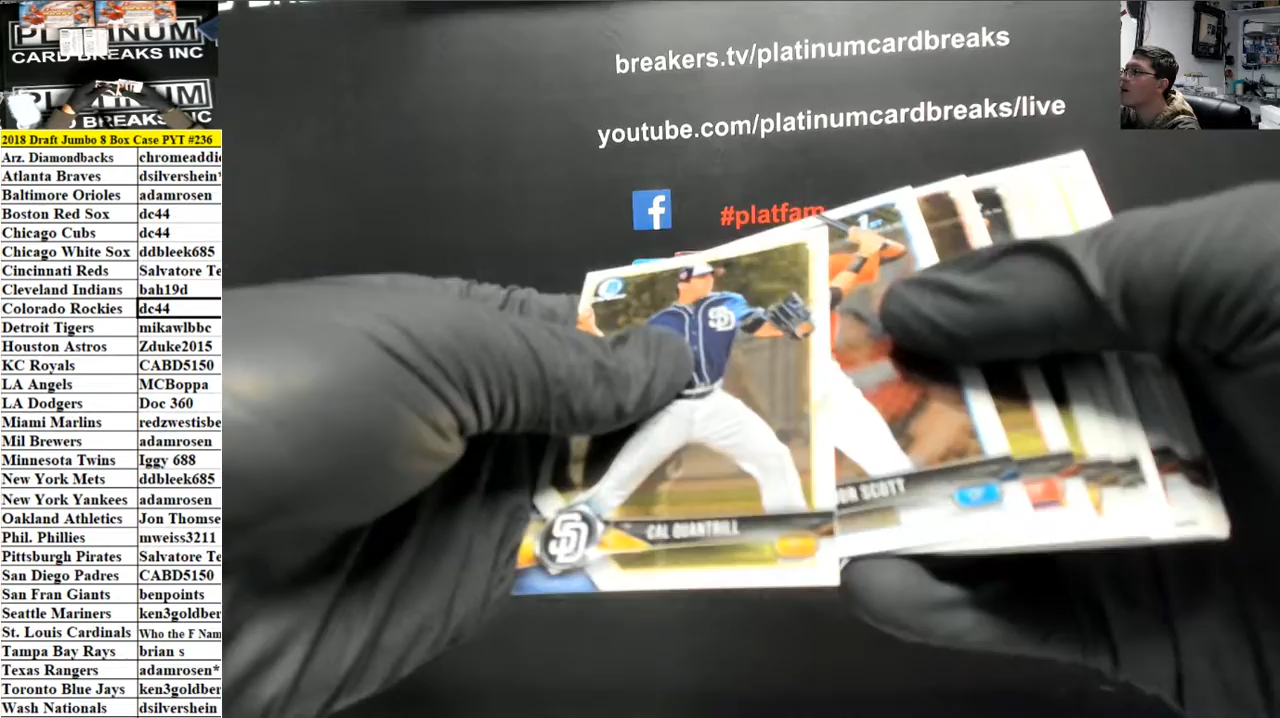 PLATINUM
CARD BREAKS INC
PLATINUM
D BREAKS INC
breakers.tv/platinumcardbreaks
youtube.com/platinumcardbreaks/live
#platfam
2018 Draft Jumbo 8 Box Case PYT #236
Arz. Diamondbacks chromeaddi
Atlanta Braves dsilvershein*
Baltimore Orioles adamrosen
Boston Red Sox dc44
Chicago Cubs dc44
Chicago White Sox ddbleek685
Cincinnati Reds Salvatore Te
Cleveland Indians bah19d
Colorado Rockies dc44
Detroit Tigers mikawlbbc
Houston Astros Zduke2015
KC Royals CABD5150
LA Angels MCBoppa
LA Dodgers Doc 360
Miami Marlins redzwestisbe
Mil Brewers adamrosen
Minnesota Twins Iggy 688
New York Mets ddbleek685
New York Yankees adamrosen
Oakland Athletics Jon Thomse
Phil. Phillies mweiss3211
Pittsburgh Pirates Salvatore Te
San Diego Padres CABD5150
San Fran Giants benpoints
Seattle Mariners ken3goldber
St. Louis Cardinals Who the F Nam
Tampa Bay Rays brian s
Texas Rangers adamrosen*
Toronto Blue Jays ken3goldber
Wash Nationals dsilvershein
SD
CAL QUANTRILL
SD
SCOTT